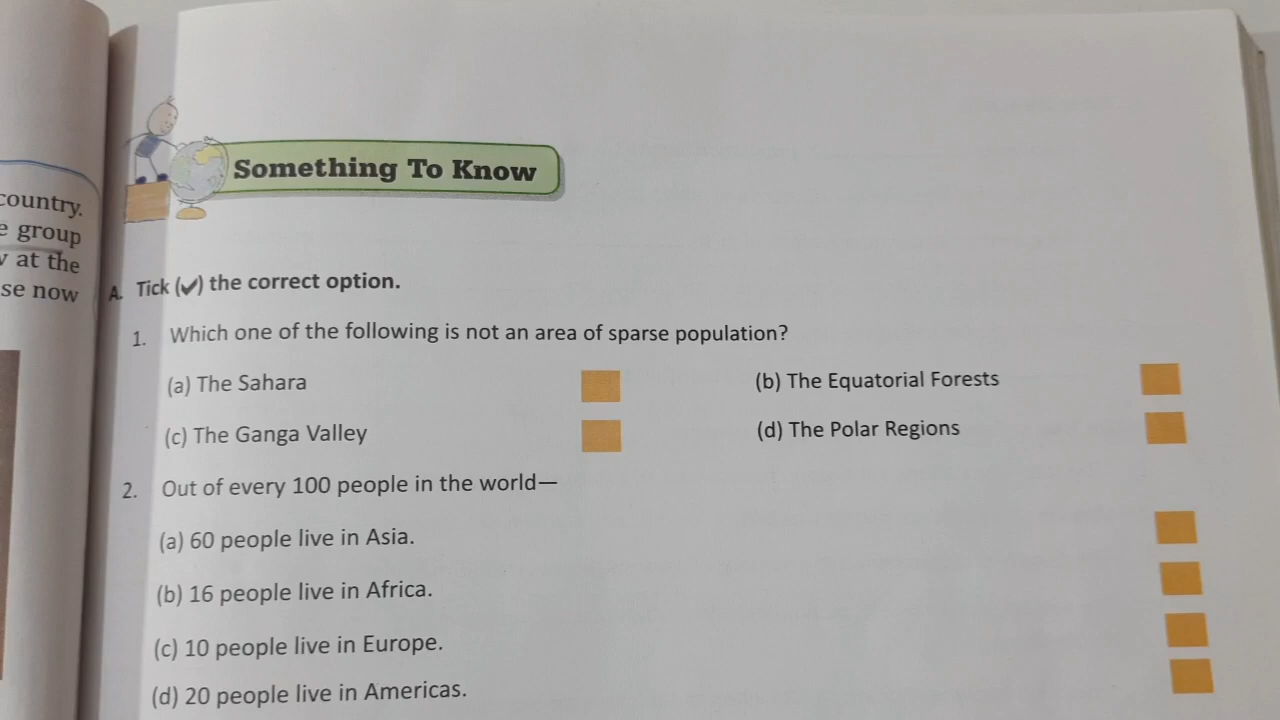 country.
group
at the
se now
Something To Know
A. Tick (✔) the correct option.
1. Which one of the following is not an area of sparse population?
(a) The Sahara (b) The Equatorial Forests
(c) The Ganga Valley (d) The Polar Regions
2. Out of every 100 people in the world—
(a) 60 people live in Asia.
(b) 16 people live in Africa.
(c) 10 people live in Europe.
(d) 20 people live in Americas.